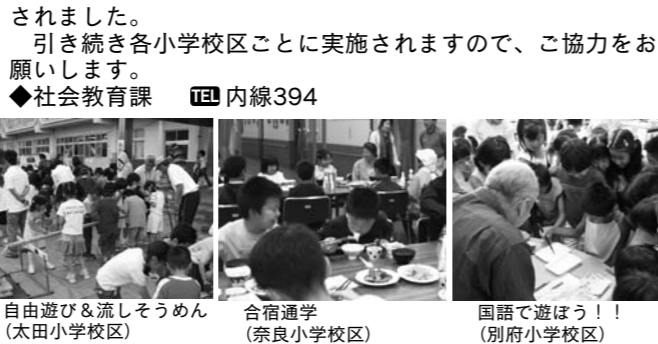 されました。
　引き続き各小学校区ごとに実施されますので、ご協力をお
願いします。
◆社会教育課　TEL 内線394
自由遊び＆流しそうめん
（太田小学校区）
合宿通学
（奈良小学校区）
国語で遊ぼう！！
（別府小学校区）